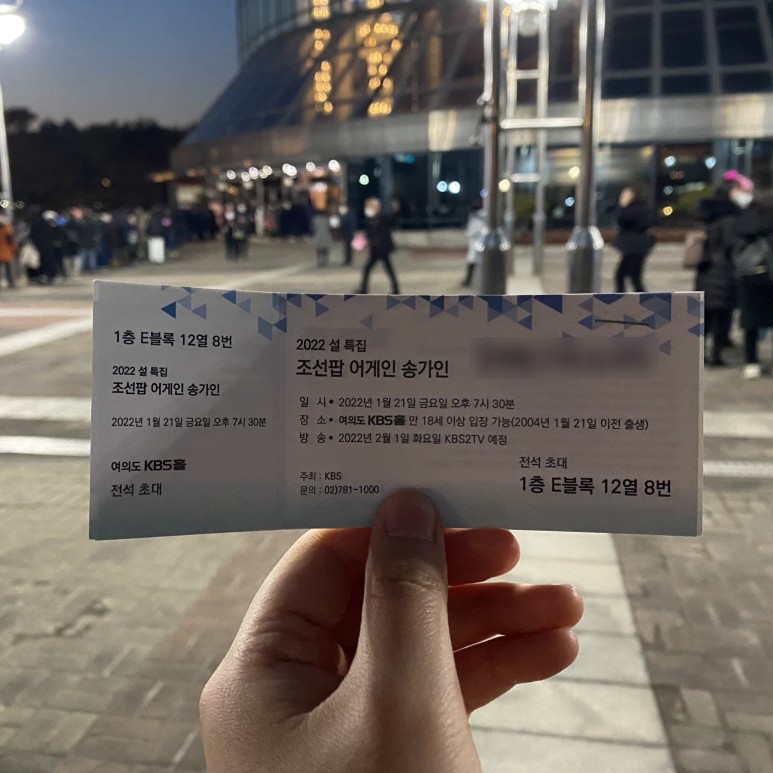 1층 E블록 12열 8번
2022 설 특집
조선팝 어게인 송가인
2022년 1월 21일 금요일 오후 7시 30분
여의도 KBS홀
전석 초대
2022 설 특집
조선팝 어게인 송가인
일 시 • 2022년 1월 21일 금요일 오후 7시 30분
장 소 • 여의도 KBS홀 만 18세 이상 입장 가능(2004년 1월 21일 이전 출생)
방 송 • 2022년 2월 1일 화요일 KBS2TV 예정
주최 : KBS
문의 : 02)781-1000
전석 초대
1층 E블록 12열 8번